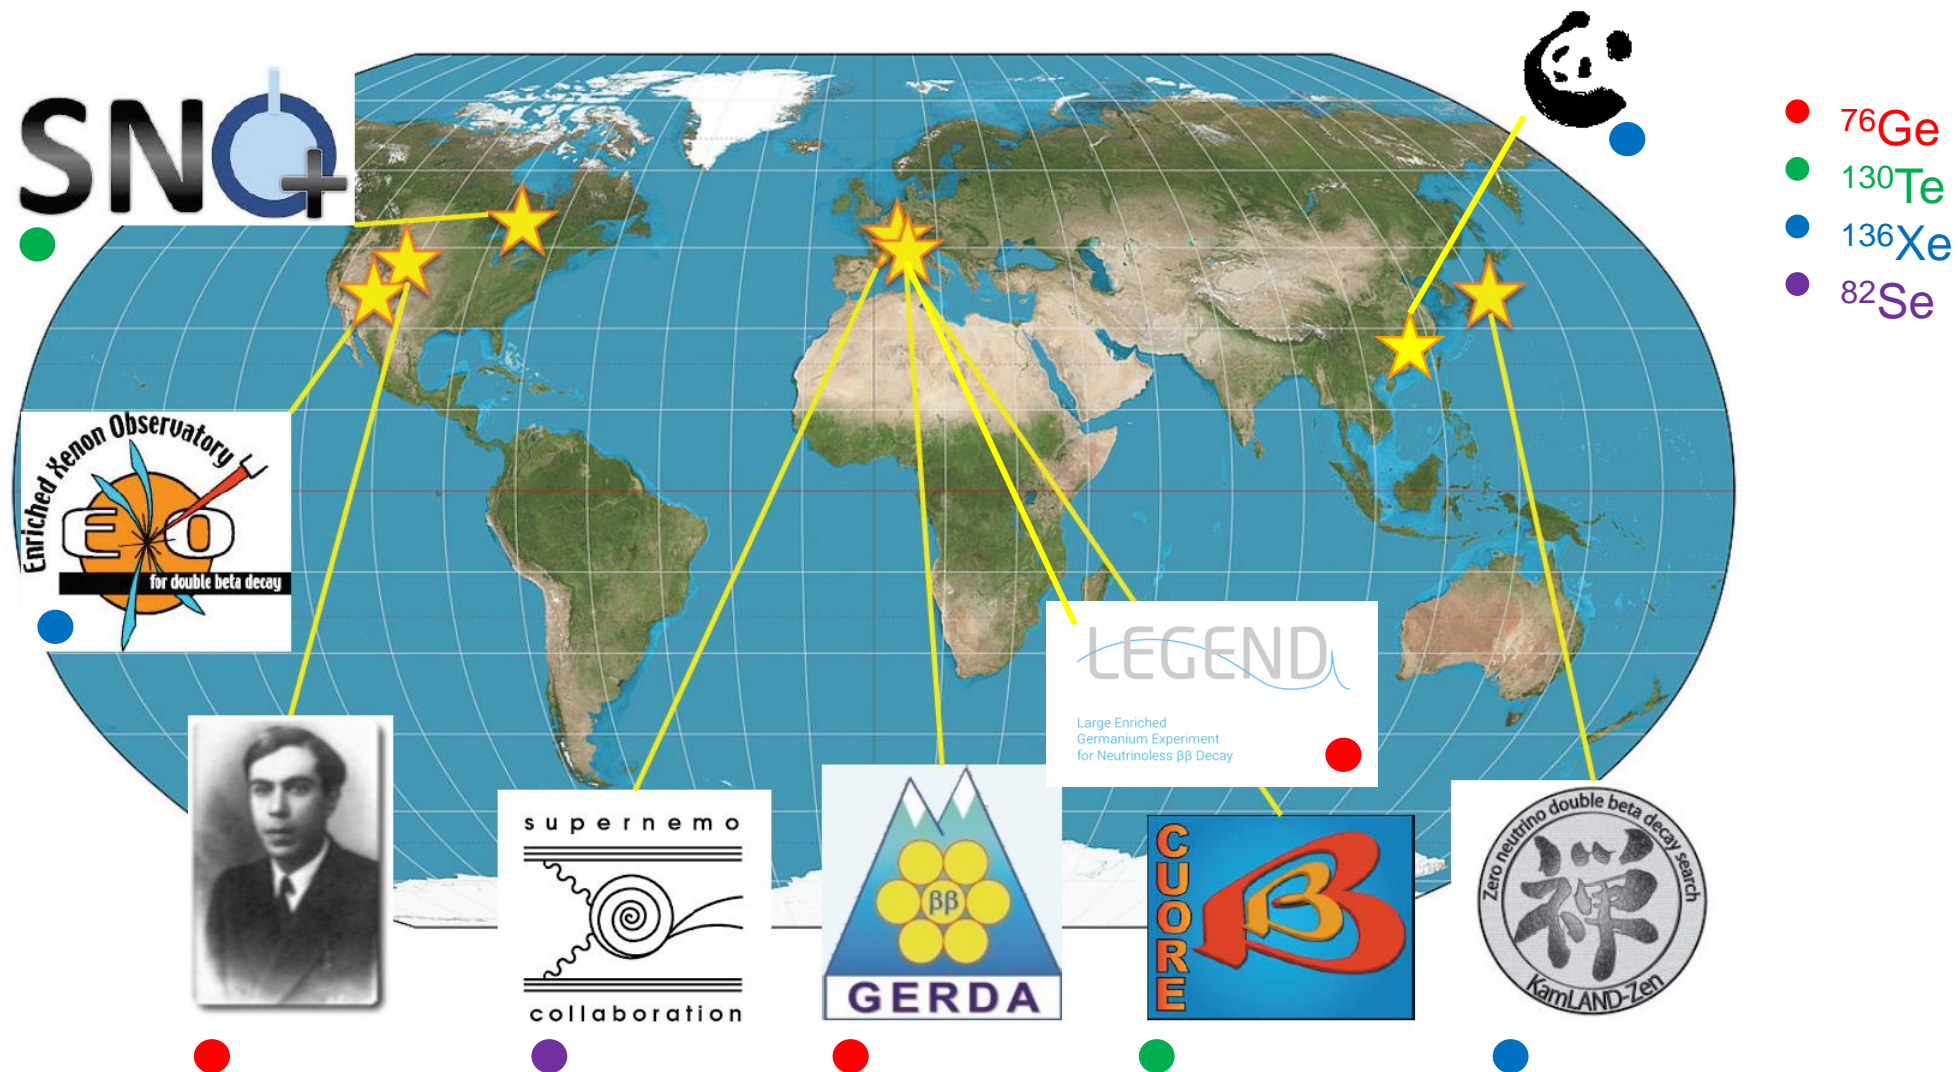 SNO+
76Ge
130Te
136Xe
82Se
Enriched Xenon Observatory
EXO
for double beta decay
LEGEND
Large Enriched
Germanium Experiment
for Neutrinoless ββ Decay
supernemo
collaboration
ββ
GERDA
CUORE
Zero neutrino double beta decay search
禅
KamLAND-Zen